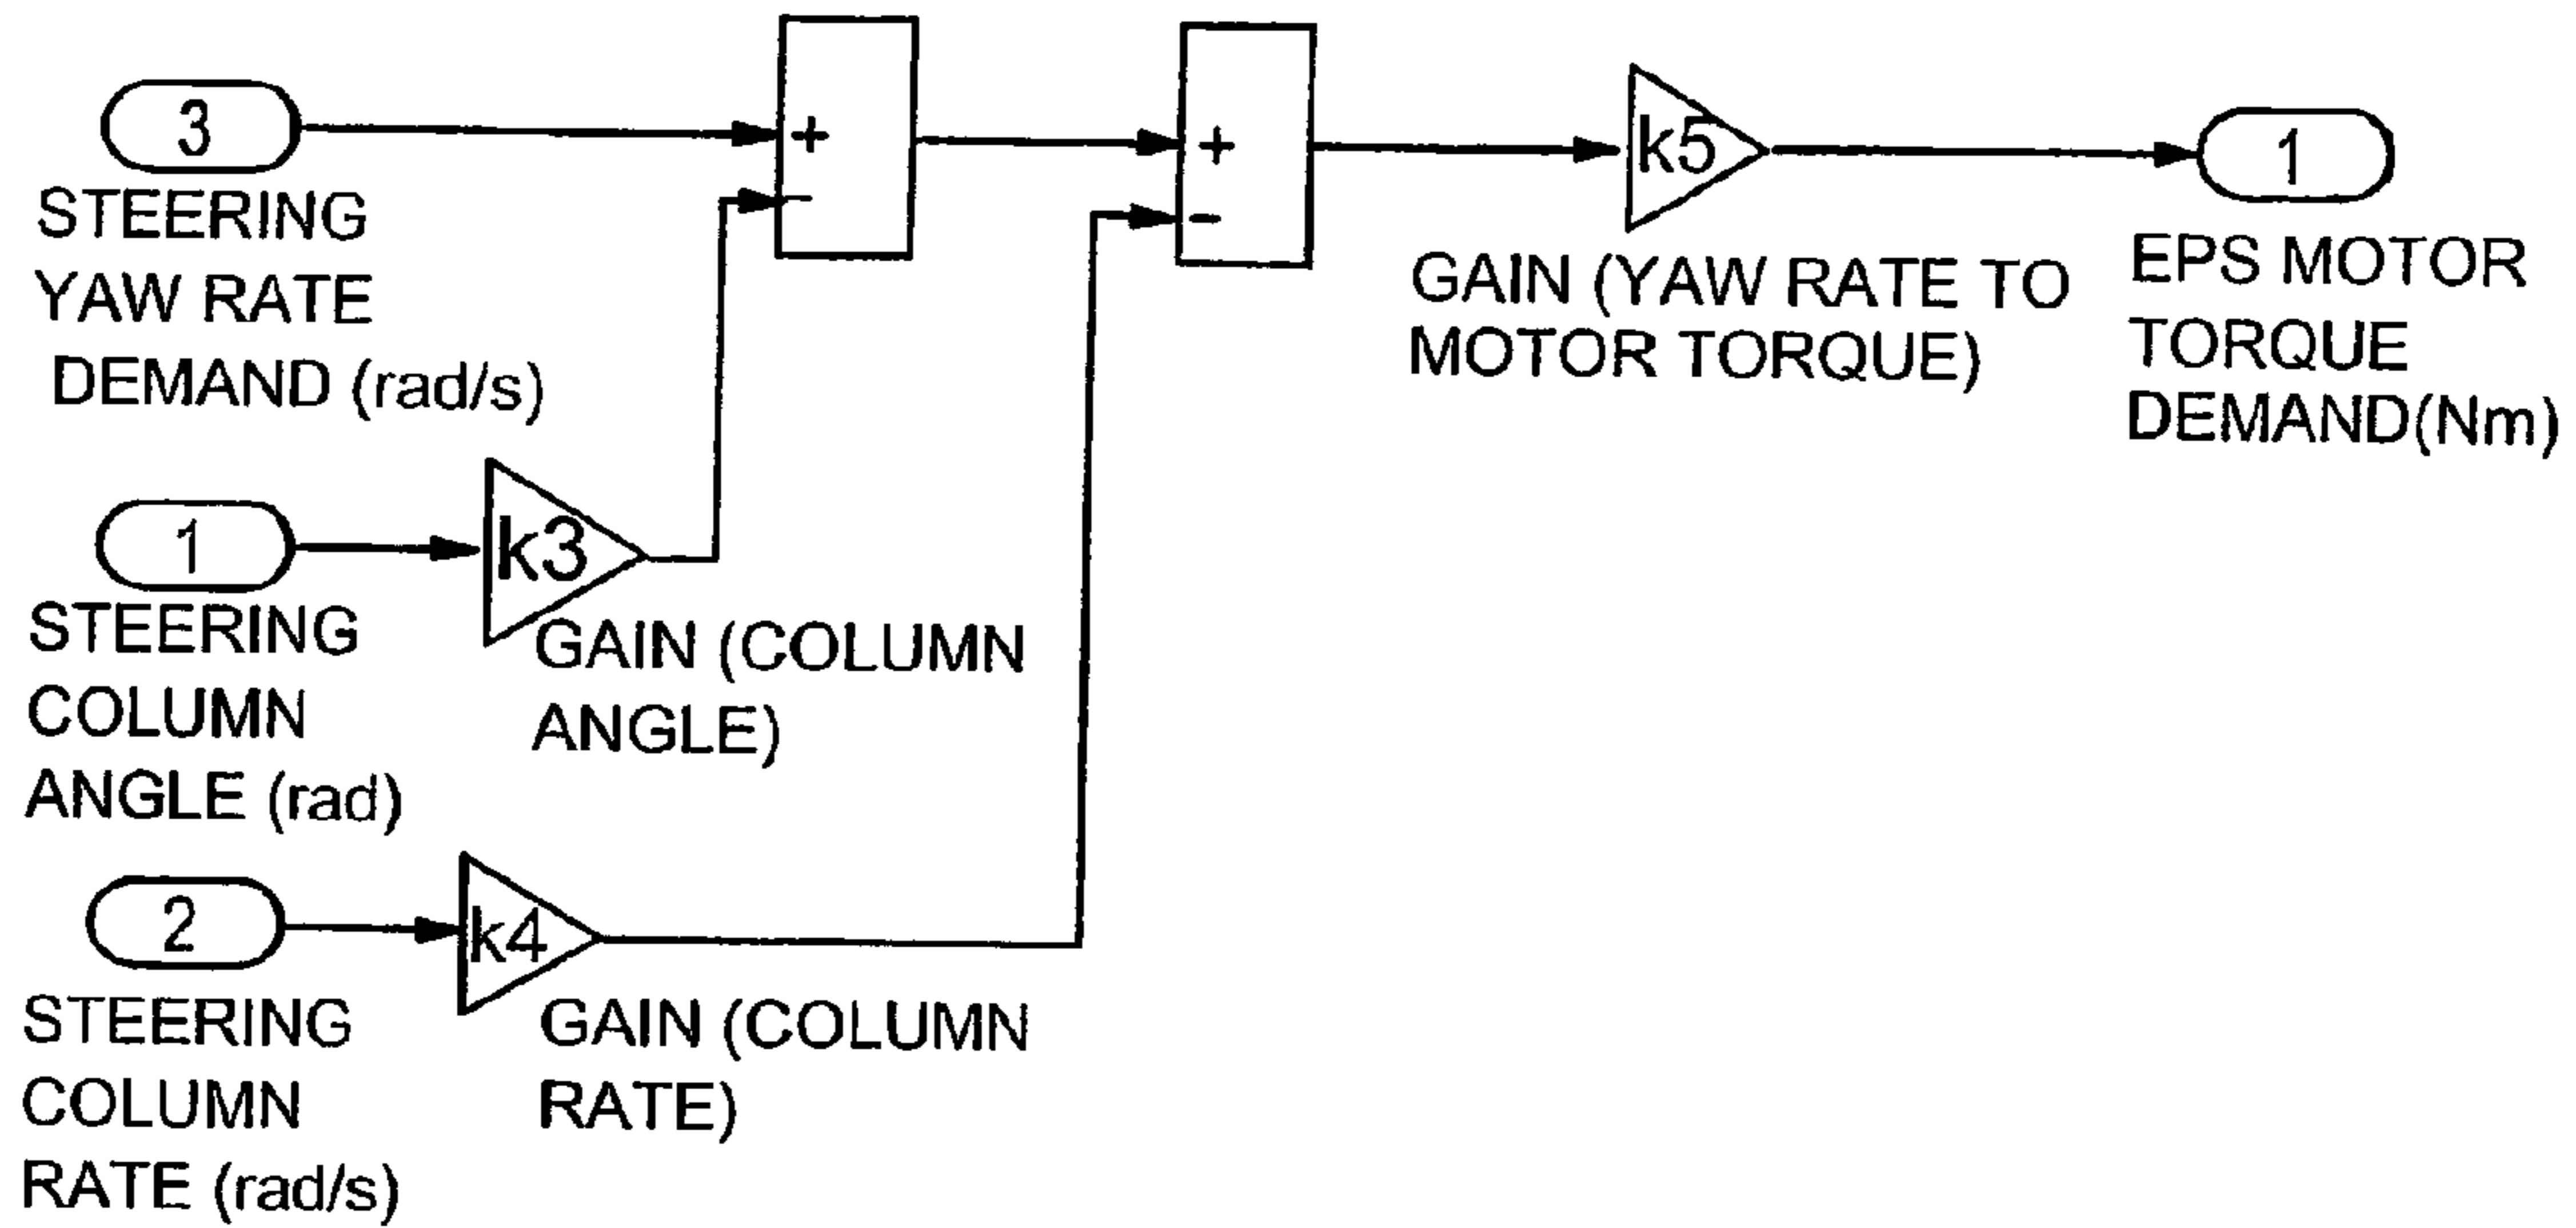 3
STEERING
YAW RATE
DEMAND (rad/s)
+
-
+
-
k5
GAIN (YAW RATE TO
MOTOR TORQUE)
1
EPS MOTOR
TORQUE
DEMAND(Nm)
1
STEERING
COLUMN
ANGLE (rad)
k3
GAIN (COLUMN
ANGLE)
2
STEERING
COLUMN
RATE (rad/s)
k4
GAIN (COLUMN
RATE)